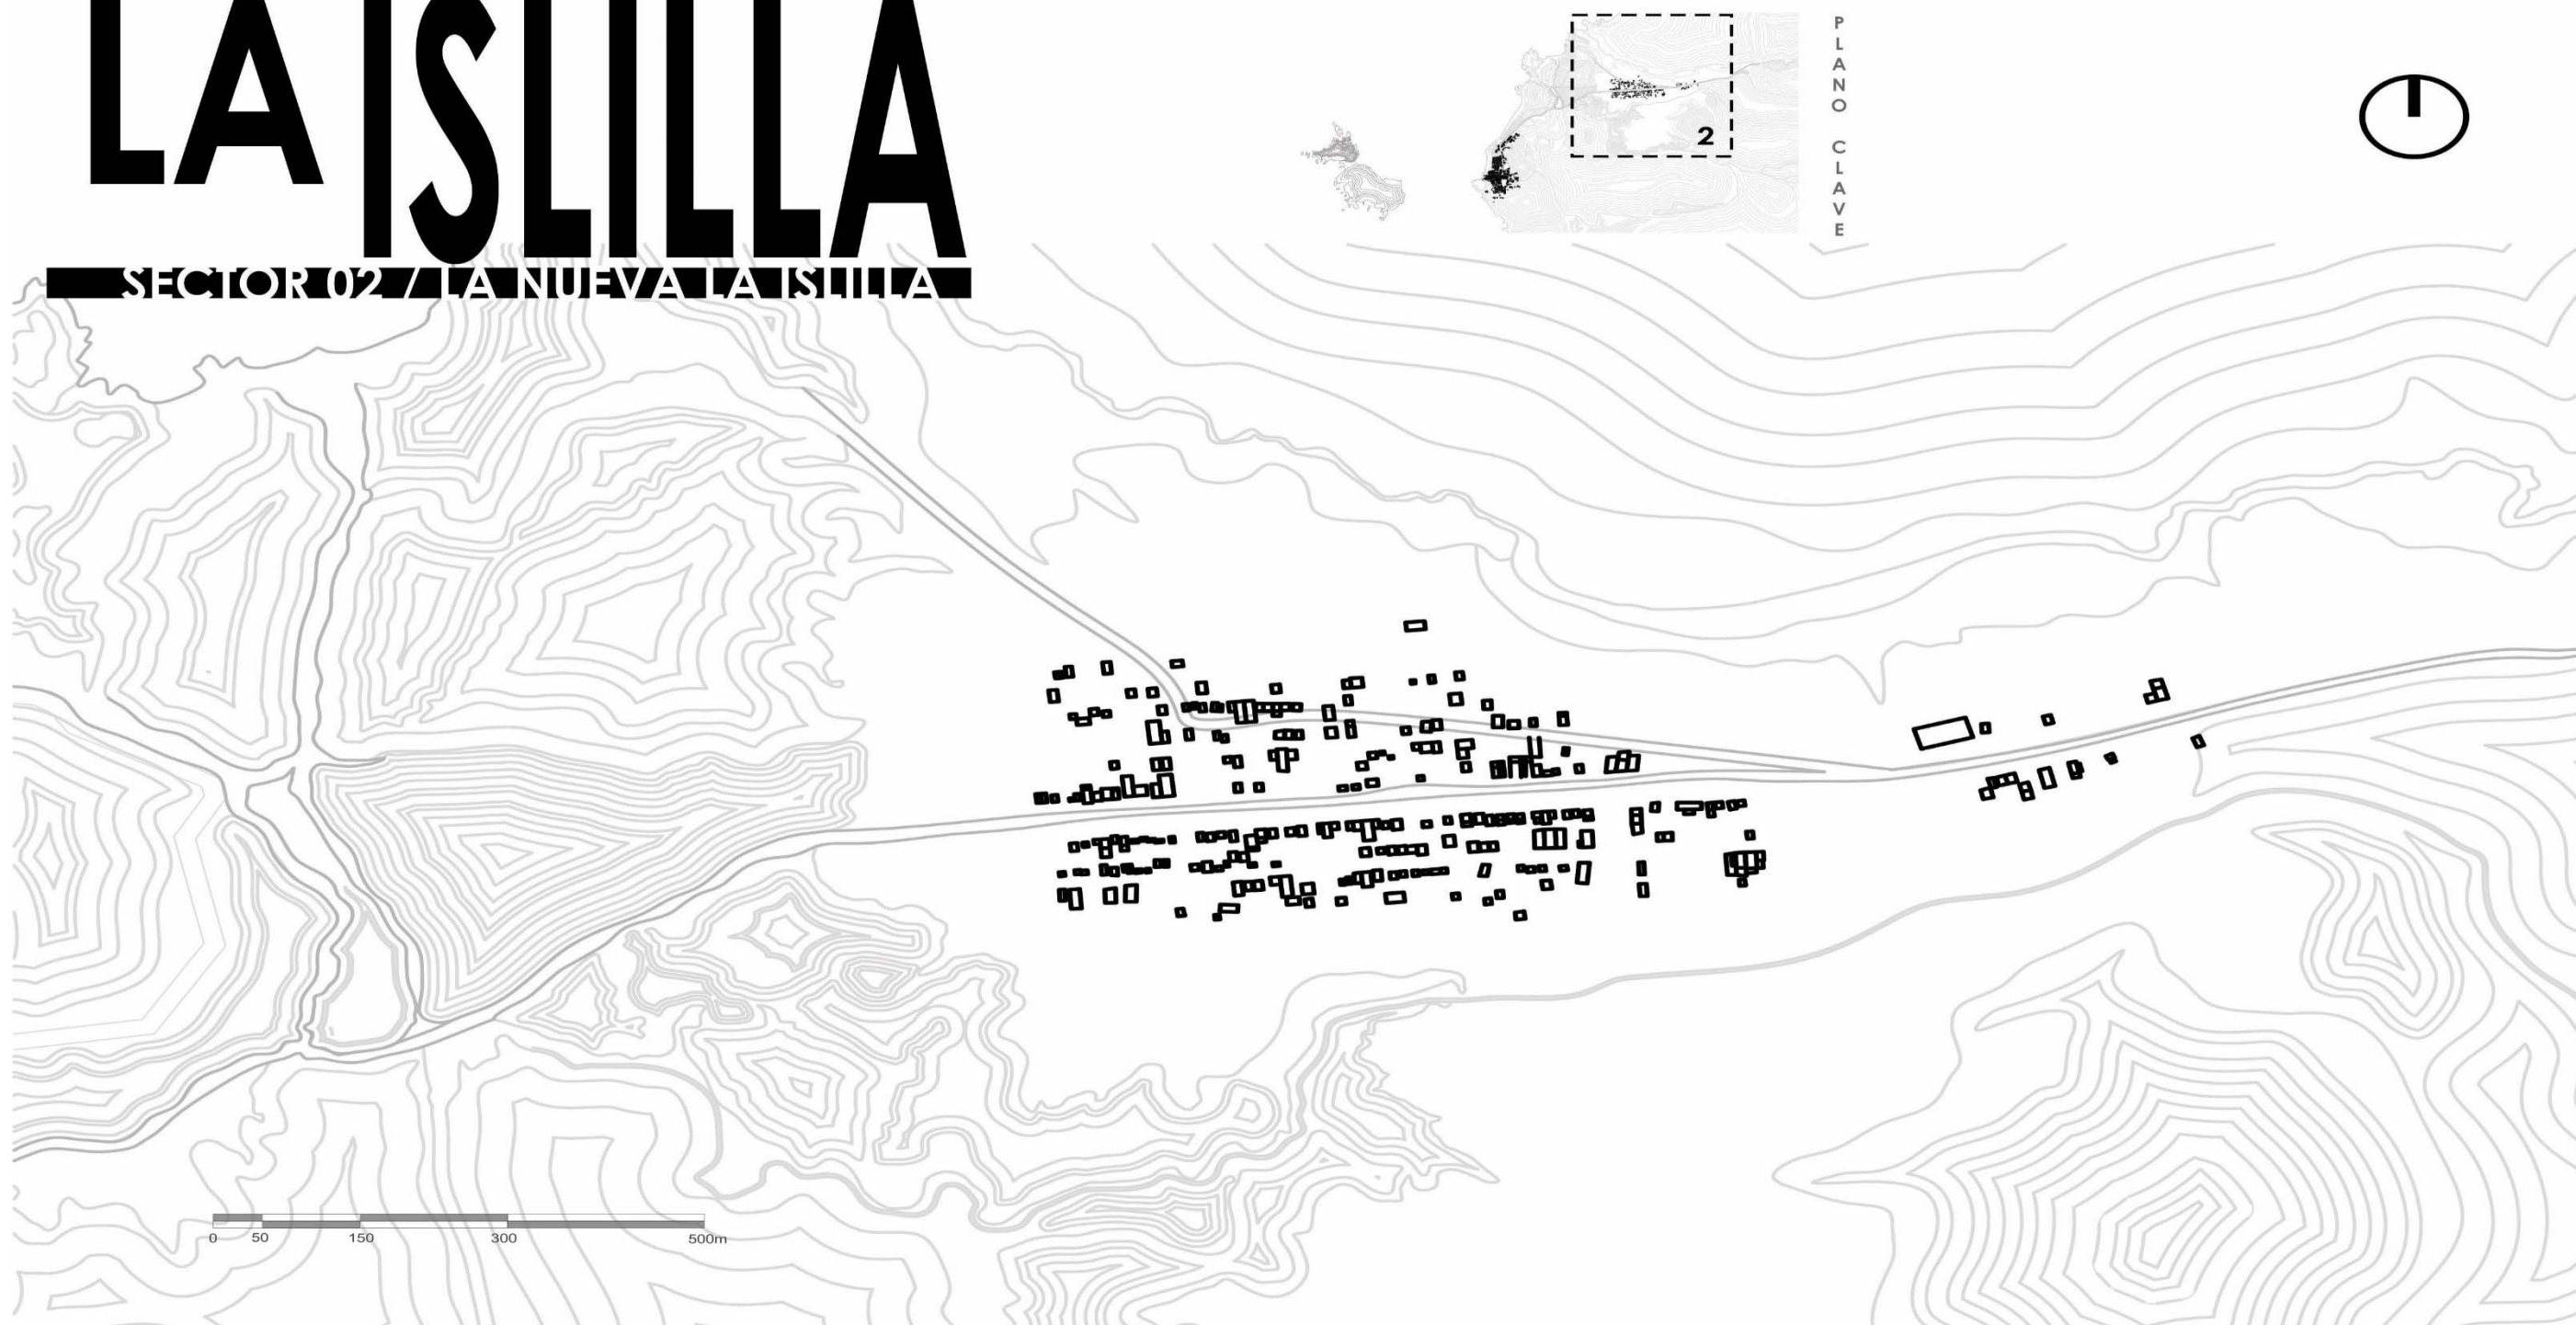 LA ISLILLA
SECTOR 02 / LA NUEVA LA ISLILLA
2
PLANO CLAVE
0 50 150 300 500m